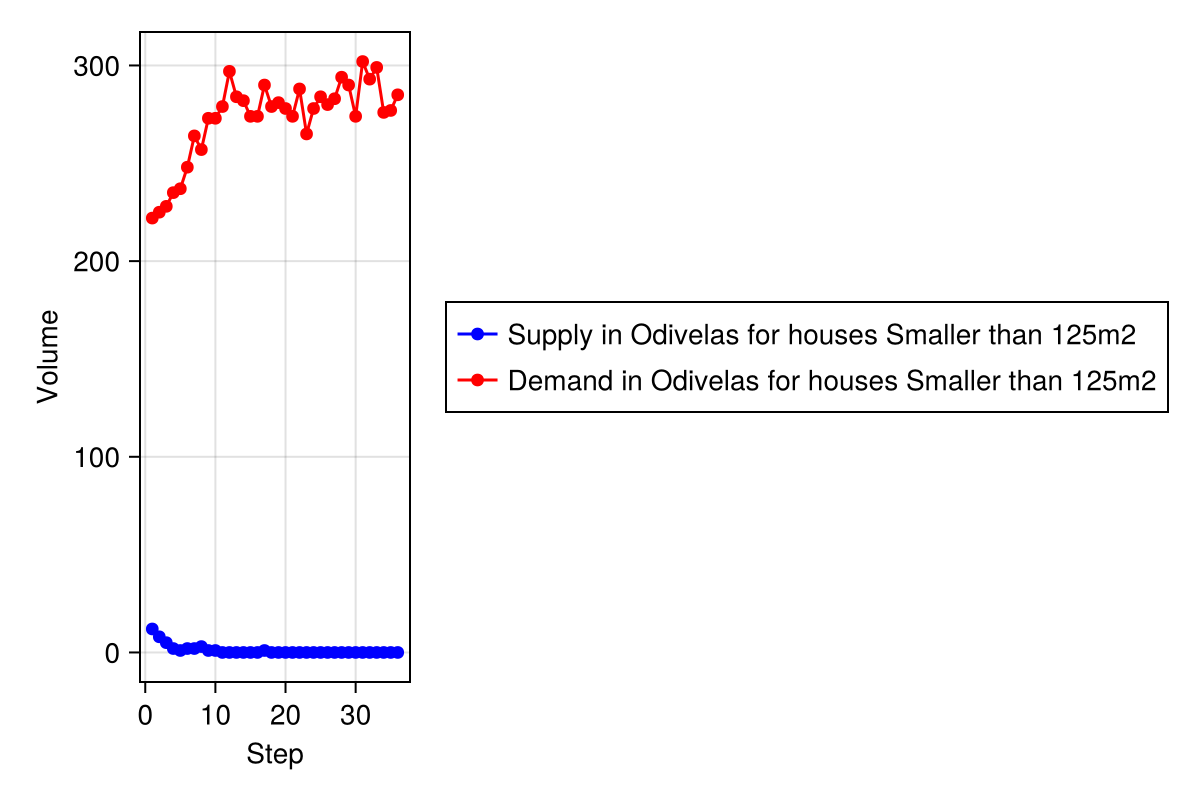 300
200
100
0
Volume
0 10 20 30
Step
Supply in Odivelas for houses Smaller than 125m2
Demand in Odivelas for houses Smaller than 125m2